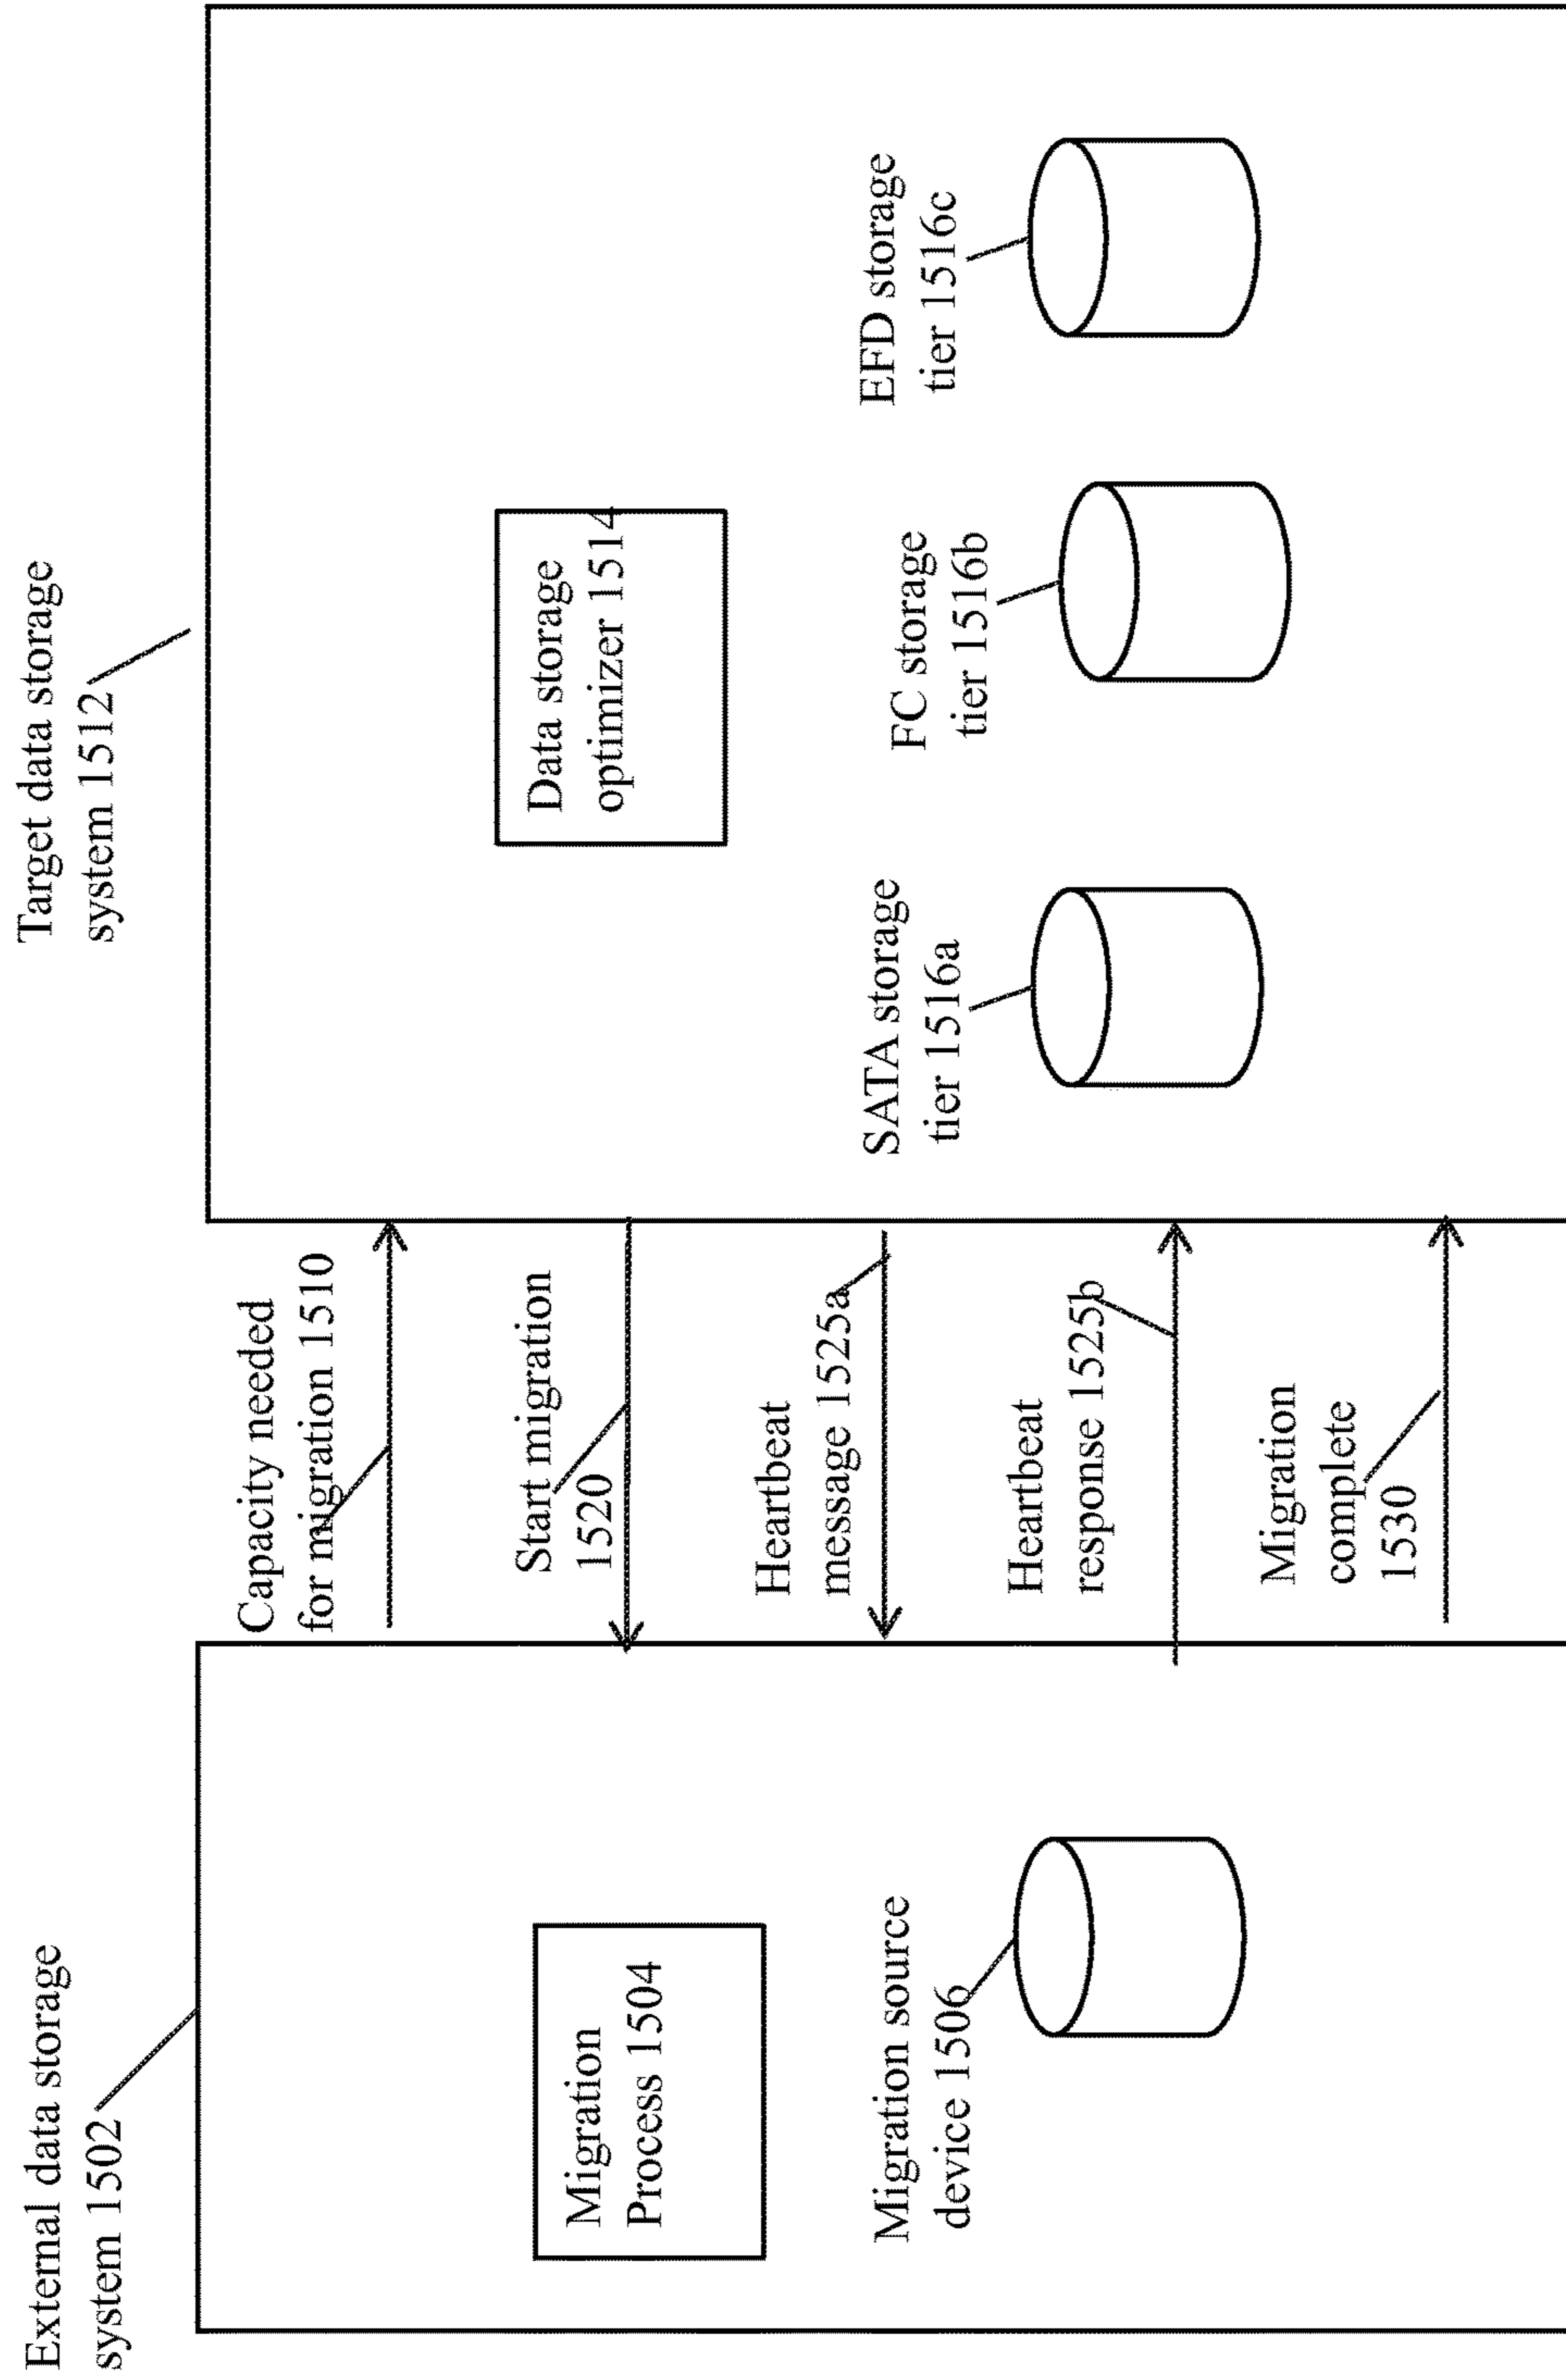 External data storage
system 1502
Migration
Process 1504
Migration source
device 1506
Capacity needed
for migration 1510
Start migration
1520
Heartbeat
message 1525a
Heartbeat
response 1525b
Migration
complete
1530
Target data storage
system 1512
Data storage
optimizer 1514
SATA storage
tier 1516a
FC storage
tier 1516b
EFD storage
tier 1516c